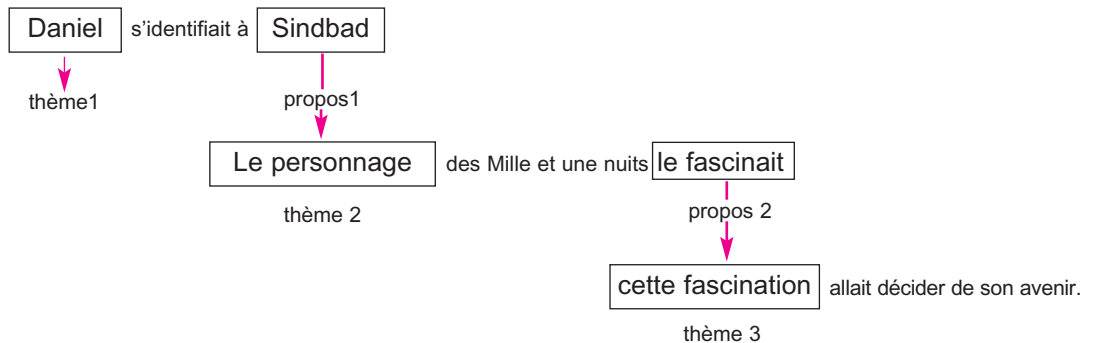 Daniel s’identifiait à Sindbad
thème1 propos1
Le personnage des Mille et une nuits le fascinait
thème 2 propos 2
cette fascination allait décider de son avenir.
thème 3